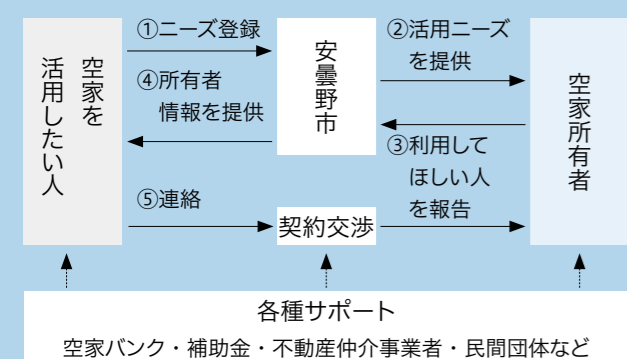 空家を
活用したい人
①ニーズ登録
④所有者
情報を提供
⑤連絡
安曇野市
契約交渉
②活用ニーズ
を提供
③利用して
ほしい人
を報告
空家所有者
各種サポート
空家バンク・補助金・不動産仲介事業者・民間団体など